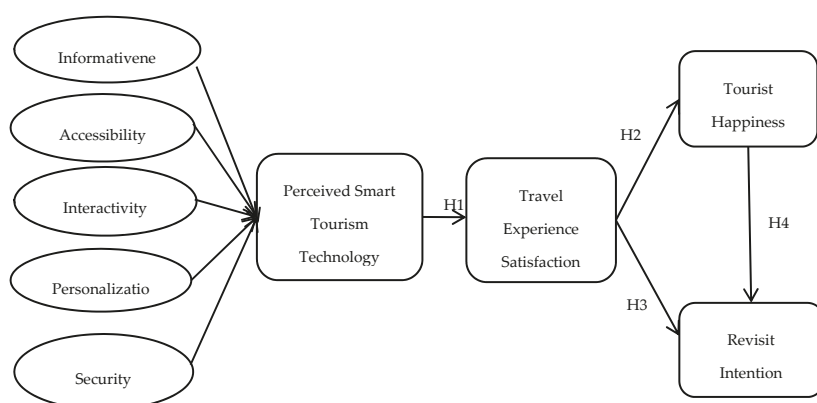 Informativene
Accessibility
Interactivity
Personalizatio
Security
Perceived Smart
Tourism
Technology
H1
Travel
Experience
Satisfaction
H2
H3
Tourist
Happiness
H4
Revisit
Intention